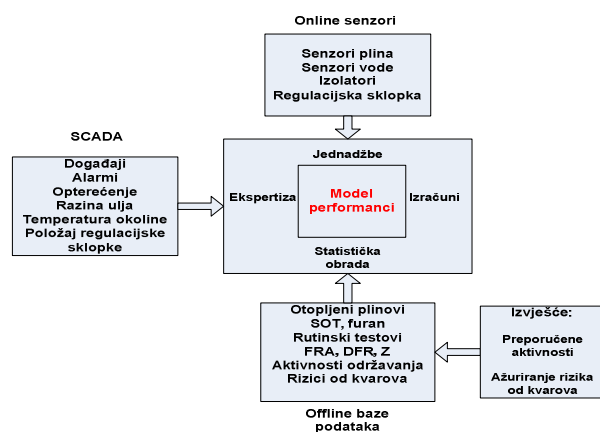 Online senzori
Senzori plina
Senzori vode
Izolatori
Regulacijska sklopka
SCADA
Događaji
Alarmi
Opterećenje
Razina ulja
Temperatura okoline
Položaj regulacijske
sklopke
Jednadžbe
Ekspertiza
Model
performanci
Izračuni
Statistička
obrada
Otopljeni plinovi
SOT, furan
Rutinski testovi
FRA, DFR, Z
Aktivnosti održavanja
Rizici od kvarova
Offline baze
podataka
Izvješće:
Preporučene
aktivnosti
Ažuriranje rizika
od kvarova